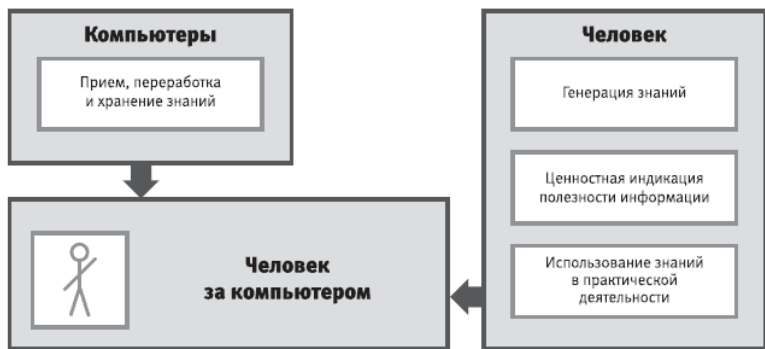 Компьютеры
Прием, переработка
и хранение знаний
Человек
Генерация знаний
Ценностная индикация
полезности информации
Использование знаний
в практической
деятельности
Человек
за компьютером